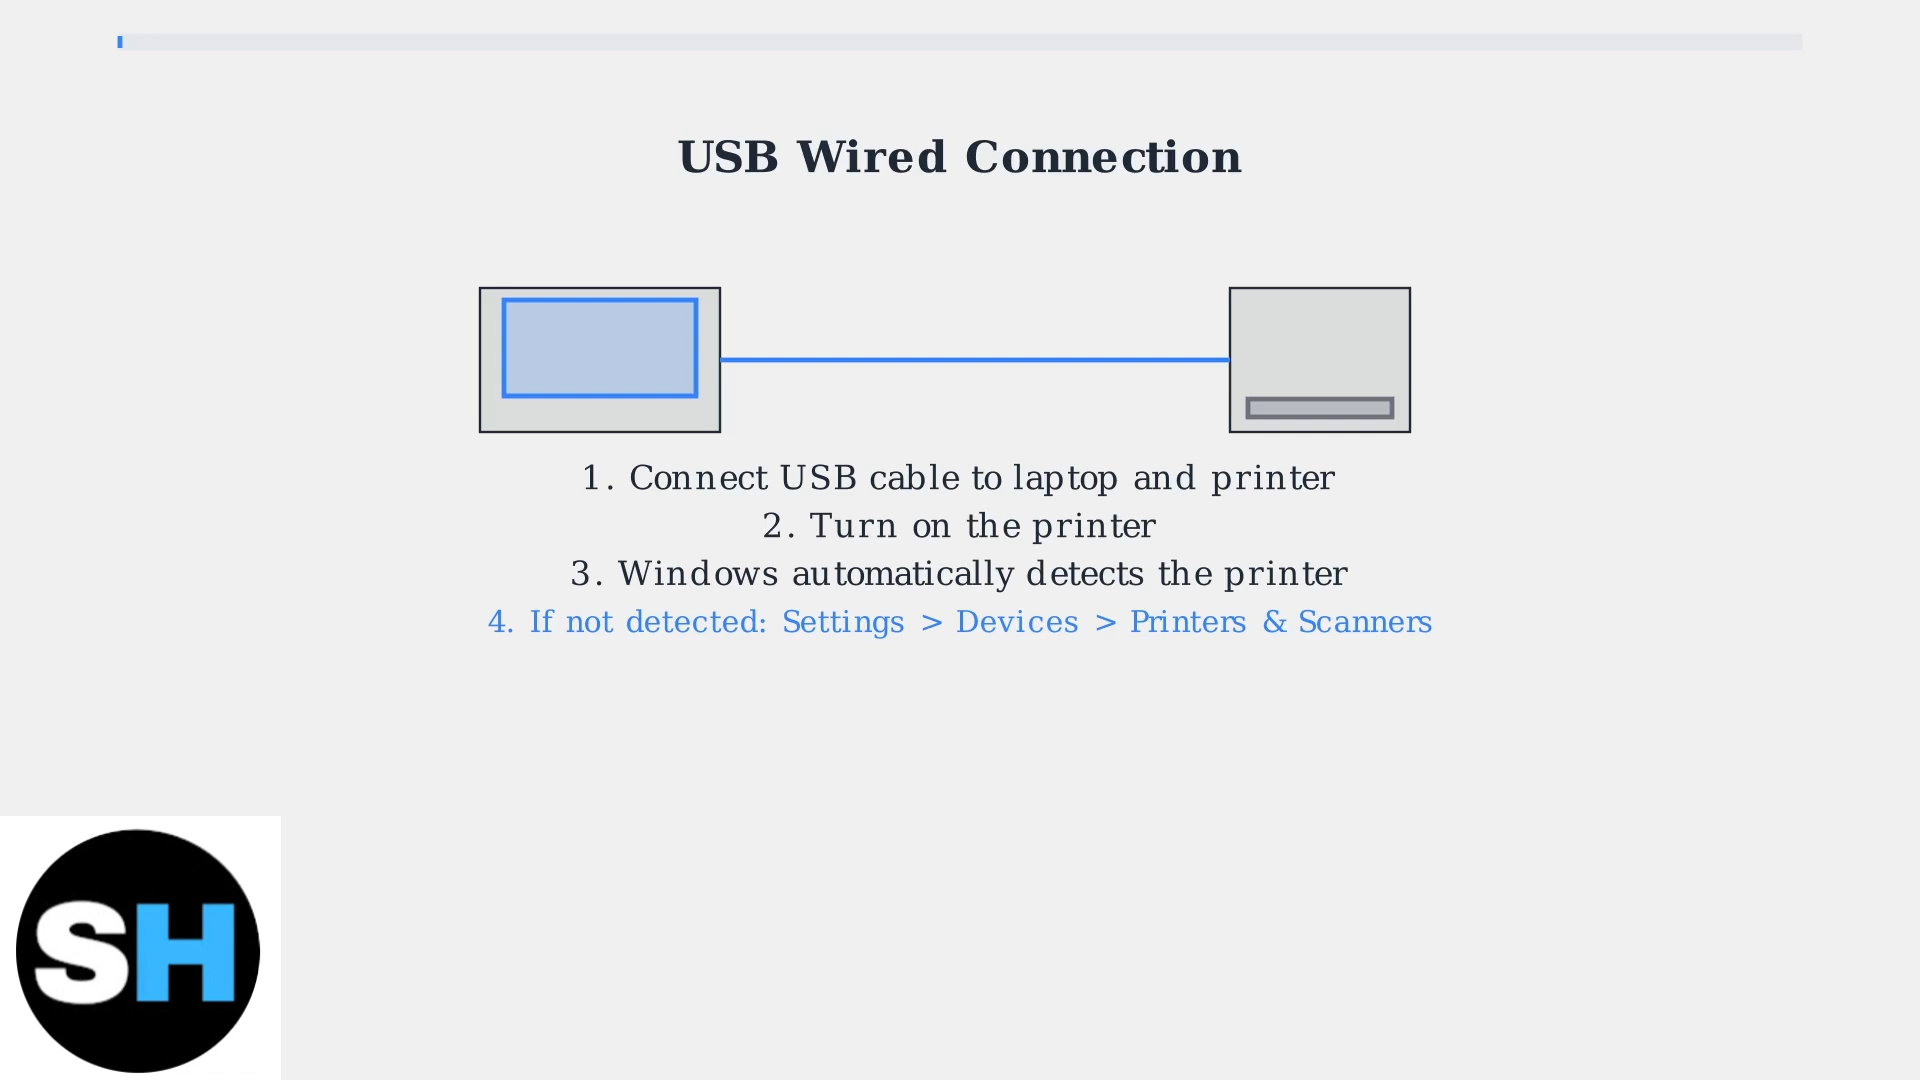 USB Wired Connection
1. Connect USB cable to laptop and printer
2. Turn on the printer
3. Windows automatically detects the printer
4. If not detected: Settings > Devices > Printers & Scanners
SH